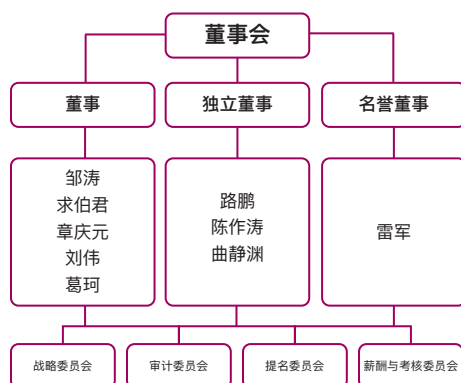 董事会
董事
独立董事
名誉董事
邹涛
求伯君
章庆元
刘伟
葛珂
路鹏
陈作涛
曲静渊
雷军
战略委员会
审计委员会
提名委员会
薪酬与考核委员会